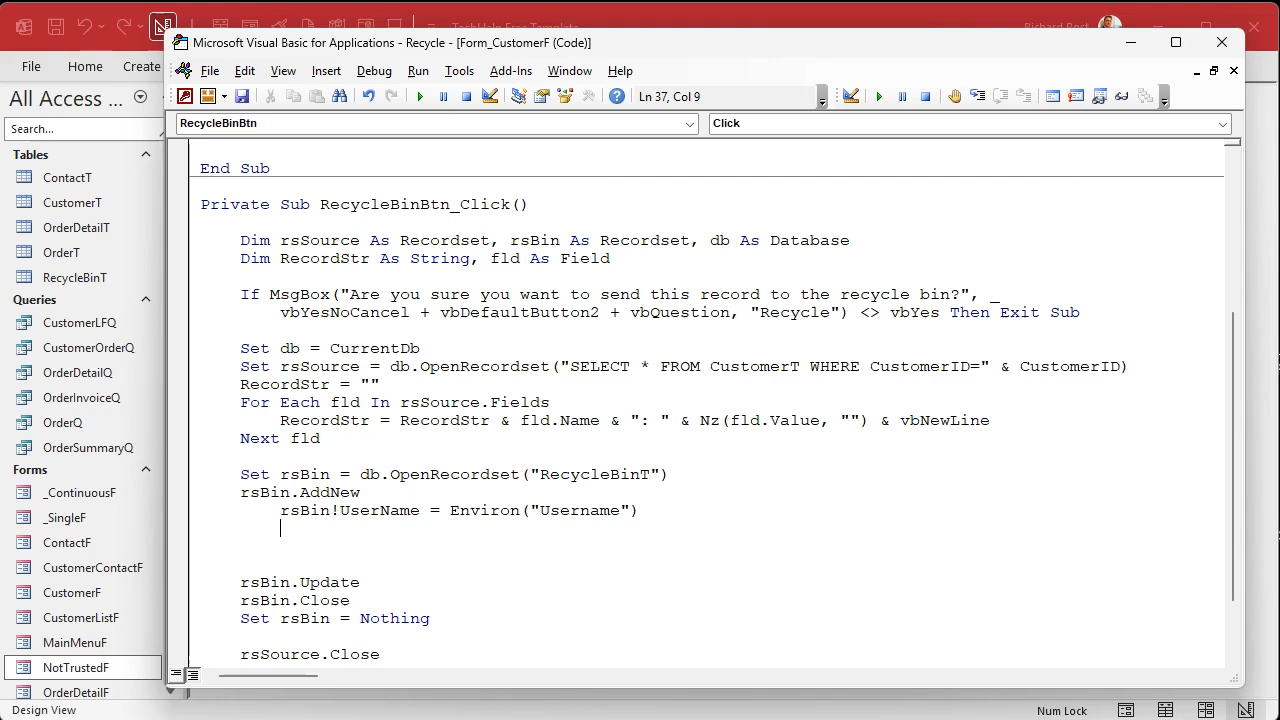 TechHelp Free Template
Richard Rost
Microsoft Visual Basic for Applications - Recycle - [Form_CustomerF (Code)]
File Home Create
File Edit View Insert Debug Run Tools Add-Ins Window Help
All Access ...
Ln 37, Col 9
Search...
RecycleBinBtn Click
Tables
ContactT
CustomerT
OrderDetailT
OrderT
RecycleBinT
Queries
CustomerLFQ
CustomerOrderQ
OrderDetailQ
OrderInvoiceQ
OrderQ
OrderSummaryQ
Forms
_ContinuousF
_SingleF
ContactF
CustomerContactF
CustomerF
CustomerListF
MainMenuF
NotTrustedF
OrderDetailF
End Sub
Private Sub RecycleBinBtn_Click()
Dim rsSource As Recordset, rsBin As Recordset, db As Database
Dim RecordStr As String, fld As Field
If MsgBox("Are you sure you want to send this record to the recycle bin?", _
vbYesNoCancel + vbDefaultButton2 + vbQuestion, "Recycle") <> vbYes Then Exit Sub
Set db = CurrentDb
Set rsSource = db.OpenRecordset("SELECT * FROM CustomerT WHERE CustomerID=" & CustomerID)
RecordStr = ""
For Each fld In rsSource.Fields
RecordStr = RecordStr & fld.Name & ": " & Nz(fld.Value, "") & vbNewLine
Next fld
Set rsBin = db.OpenRecordset("RecycleBinT")
rsBin.AddNew
rsBin!UserName = Environ("Username")
rsBin.Update
rsBin.Close
Set rsBin = Nothing
rsSource.Close
Design View
Num Lock